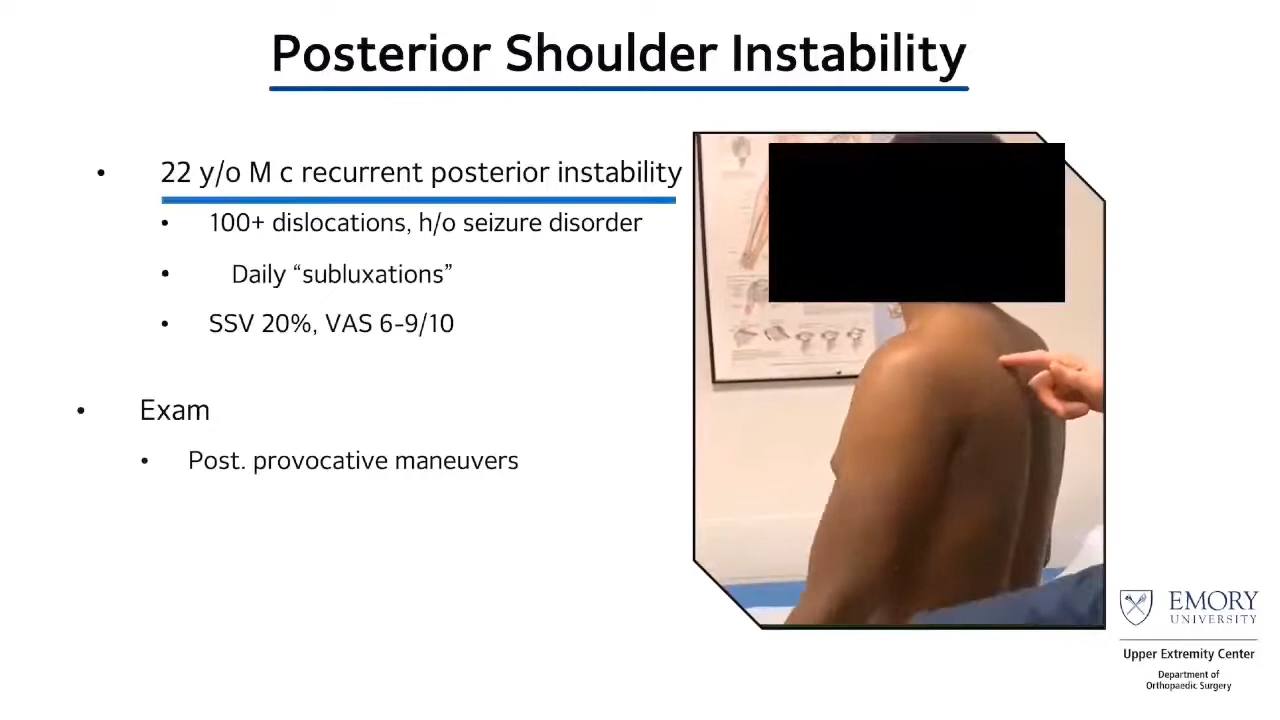 Posterior Shoulder Instability
• 22 y/o M c recurrent posterior instability
• 100+ dislocations, h/o seizure disorder
• Daily “subluxations”
• SSV 20%, VAS 6-9/10
• Exam
• Post. provocative maneuvers
EMORY
UNIVERSITY
Upper Extremity Center
Department of
Orthopaedic Surgery